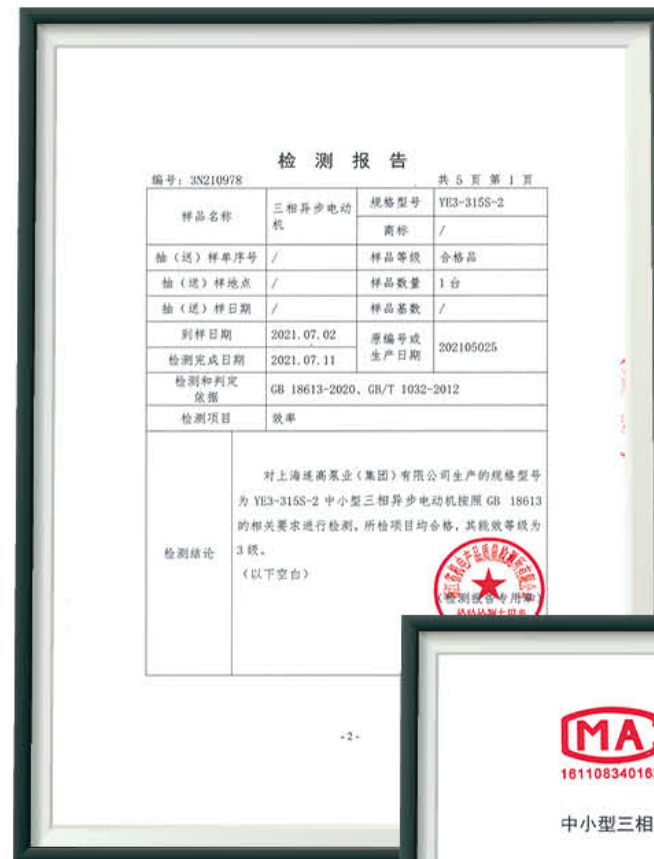 检 测 报 告
编号: 3N210978 共 5 页 第 1 页
样品名称 三相异步电动机 规格型号 YE3-315S-2
商标 /
抽（送）样单序号 / 样品等级 合格品
抽（送）样地点 / 样品数量 1 台
抽（送）样日期 / 样品基数 /
到样日期 2021.07.02 原编号或生产日期 202105025
检测完成日期 2021.07.11
检测和判定依据 GB 18613-2020、GB/T 1032-2012
检测项目 效率
检测结论
对上海连高泵业（集团）有限公司生产的规格型号
为 YE3-315S-2 中小型三相异步电动机按照 GB 18613
的相关要求进行检测，所检项目均合格，其能效等级为
3 级。
（以下空白）
（检测报告专用章）
-2-
MA
16110834016
中小型三相